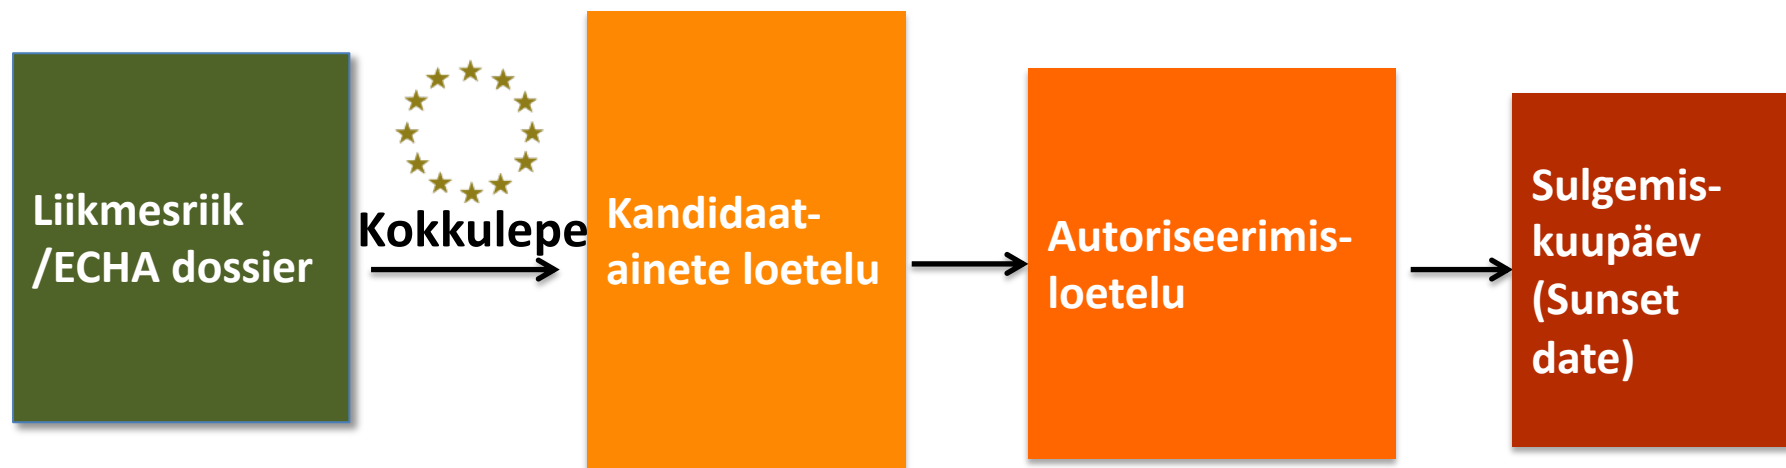 Liikmesriik
/ECHA dossier
Kokkulepe
Kandidaat-
ainete loetelu
Autoriseerimis-
loetelu
Sulgemis-
kuupäev
(Sunset
date)